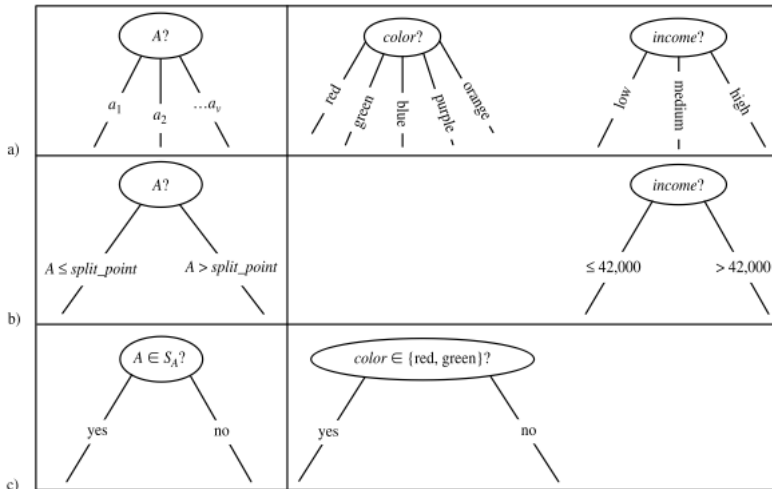 A?
a1
a2
...av
color?
red
green
blue
purple
orange
income?
low
medium
high
a)
A?
A ≤ split_point
A > split_point
income?
≤ 42,000
> 42,000
b)
A ∈ SA?
yes
no
color ∈ {red, green}?
yes
no
c)